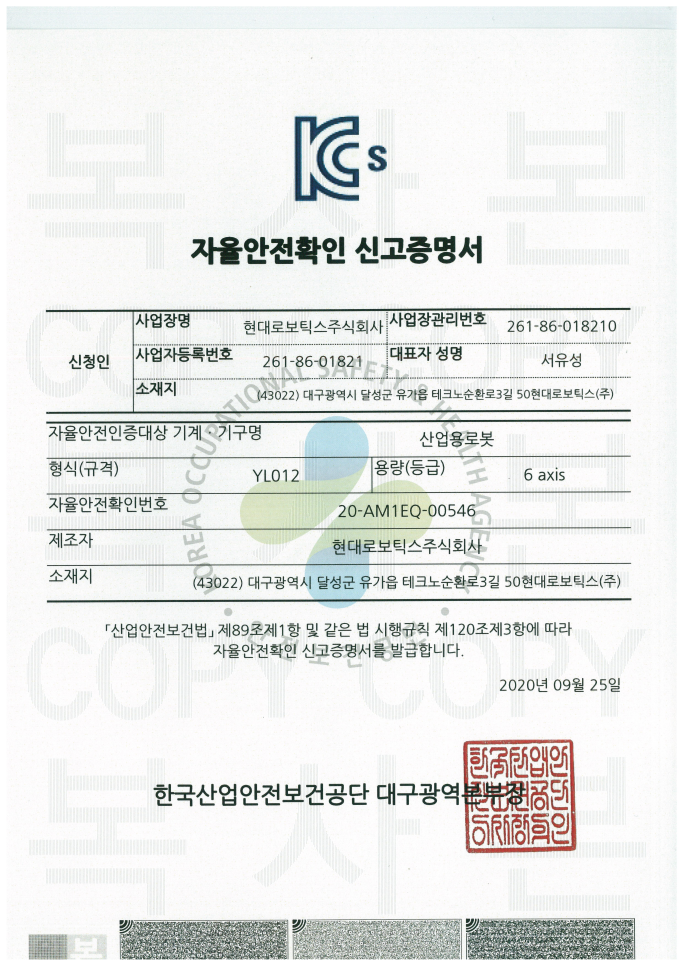 KCs
자율안전확인 신고증명서
신청인
사업장명 현대로보틱스주식회사 사업장관리번호 261-86-018210
사업자등록번호 261-86-01821 대표자 성명 서유성
소재지 (43022) 대구광역시 달성군 유가읍 테크노순환로3길 50현대로보틱스(주)
자율안전인증대상 기계ㆍ기구명 산업용로봇
형식(규격) YL012 용량(등급) 6 axis
자율안전확인번호 20-AM1EQ-00546
제조자 현대로보틱스주식회사
소재지 (43022) 대구광역시 달성군 유가읍 테크노순환로3길 50현대로보틱스(주)
「산업안전보건법」 제89조제1항 및 같은 법 시행규칙 제120조제3항에 따라
자율안전확인 신고증명서를 발급합니다.
2020년 09월 25일
한국산업안전보건공단 대구광역본부장
KOREA OCCUPATIONAL SAFETY & HEALTH AGENCY
복사본
COPY COPY
복사본
COPY COPY
복사본